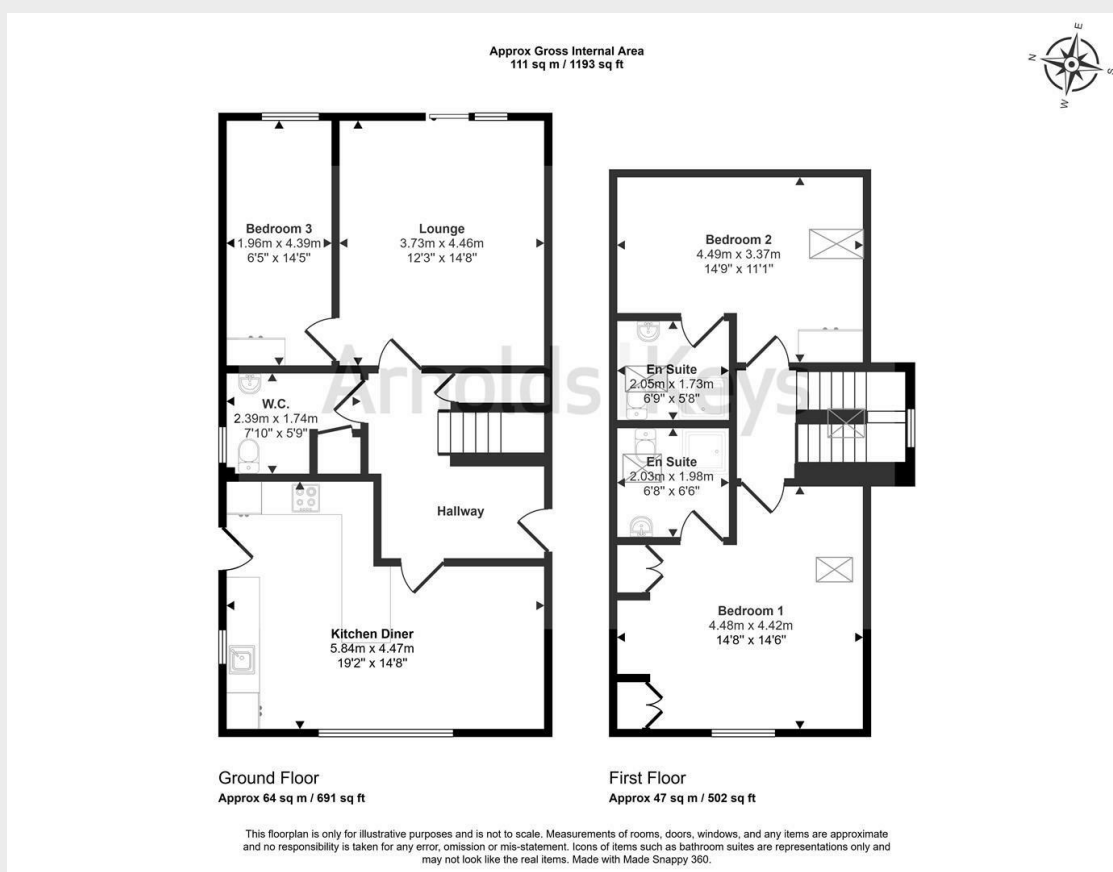 Approx Gross Internal Area
111 sq m / 1193 sq ft
N
E
S
W
Bedroom 3
1.96m x 4.39m
6'5" x 14'5"
Lounge
3.73m x 4.46m
12'3" x 14'8"
Bedroom 2
4.49m x 3.37m
14'9" x 11'1"
Arnolds Keys
En Suite
2.05m x 1.73m
6'9" x 5'8"
W.C.
2.39m x 1.74m
7'10" x 5'9"
En Suite
2.03m x 1.98m
6'8" x 6'6"
Hallway
Kitchen Diner
5.84m x 4.47m
19'2" x 14'8"
Bedroom 1
4.48m x 4.42m
14'8" x 14'6"
Ground Floor
Approx 64 sq m / 691 sq ft
First Floor
Approx 47 sq m / 502 sq ft
This floorplan is only for illustrative purposes and is not to scale. Measurements of rooms, doors, windows, and any items are approximate
and no responsibility is taken for any error, omission or mis-statement. Icons of items such as bathroom suites are representations only and
may not look like the real items. Made with Made Snappy 360.